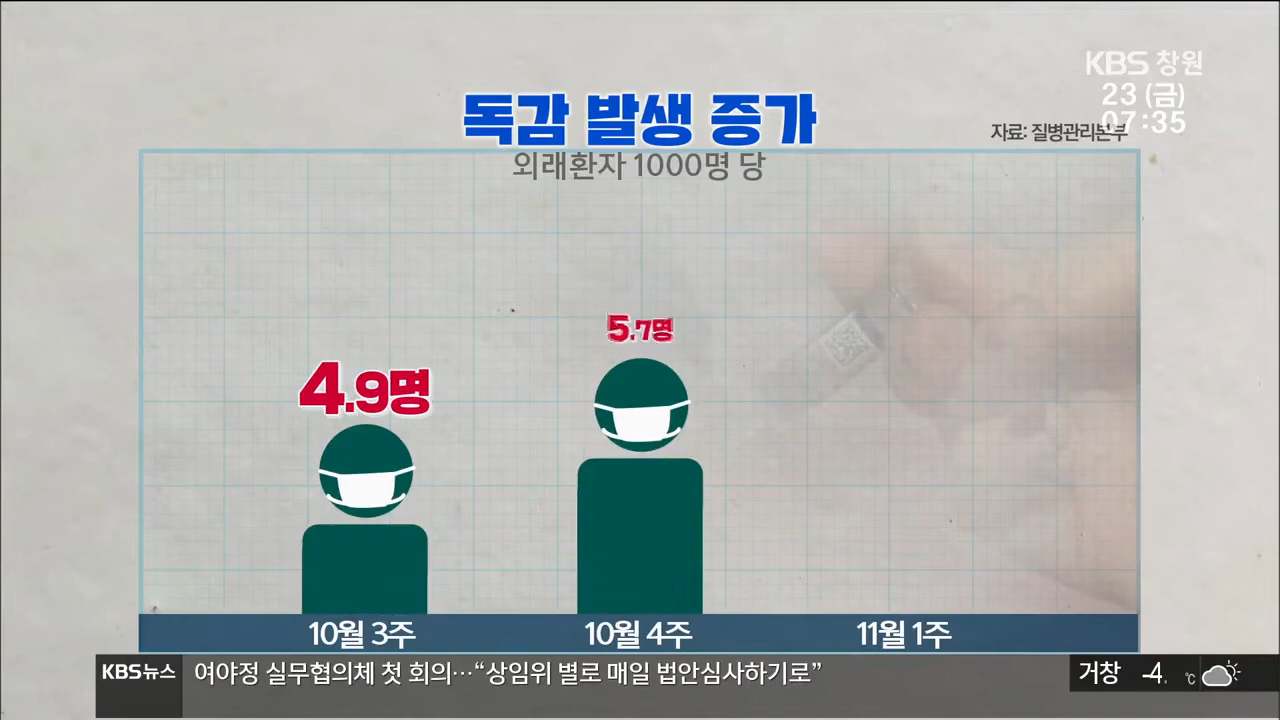 KBS 창원
23 (금)
07:35
독감 발생 증가
자료: 질병관리본부
외래환자 1000명 당
4.9명
5.7명
10월 3주
10월 4주
11월 1주
KBS뉴스
여야정 실무협의체 첫 회의…“상임위 별로 매일 법안심사하기로”
거창 -4. ℃